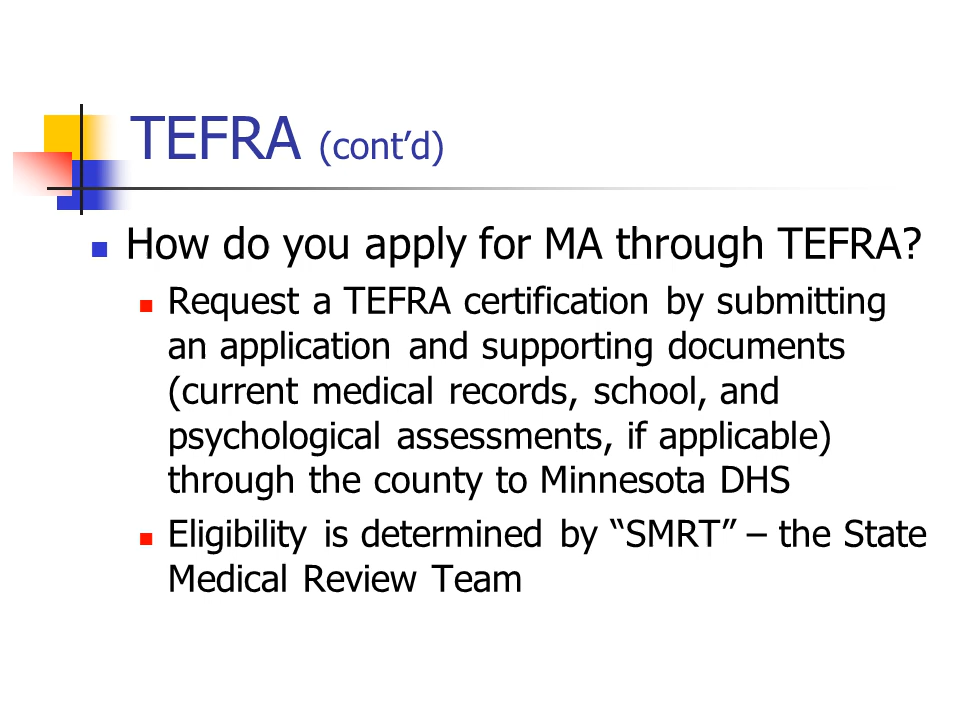 TEFRA (cont’d)
How do you apply for MA through TEFRA?
Request a TEFRA certification by submitting
an application and supporting documents
(current medical records, school, and
psychological assessments, if applicable)
through the county to Minnesota DHS
Eligibility is determined by “SMRT” – the State
Medical Review Team